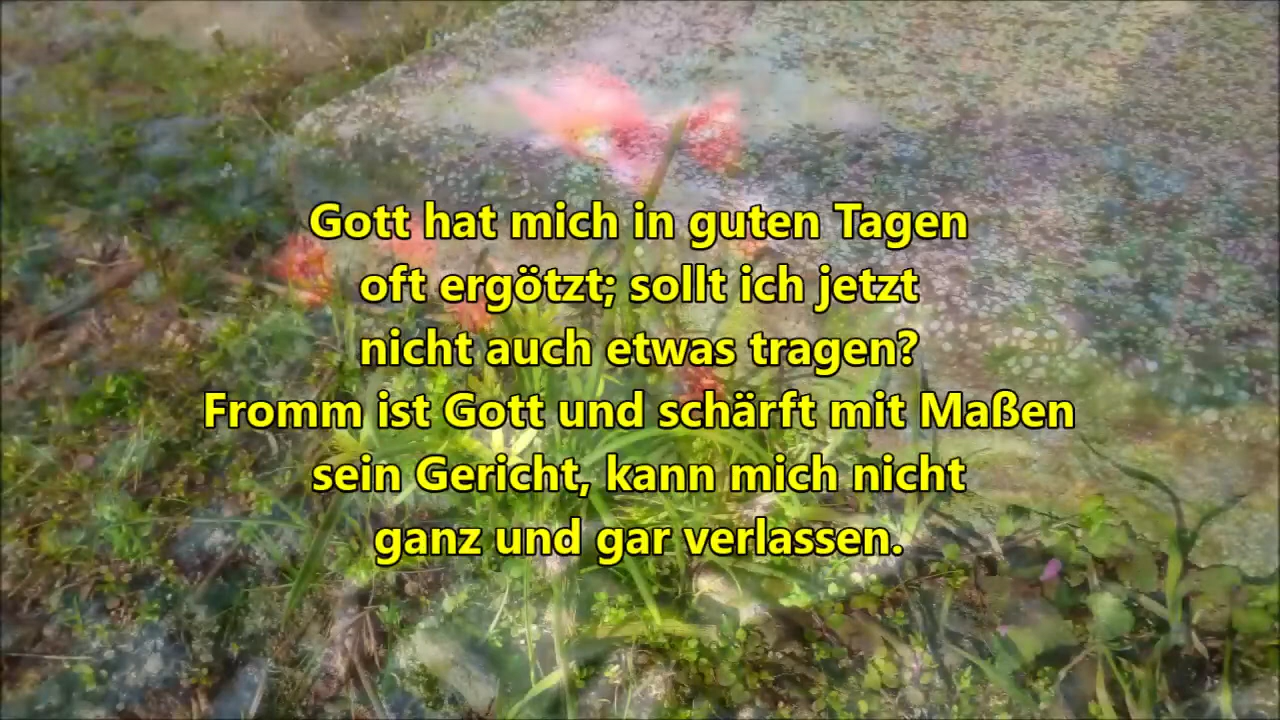 Gott hat mich in guten Tagen
oft ergötzt; sollt ich jetzt
nicht auch etwas tragen?
Fromm ist Gott und schärft mit Maßen
sein Gericht, kann mich nicht
ganz und gar verlassen.